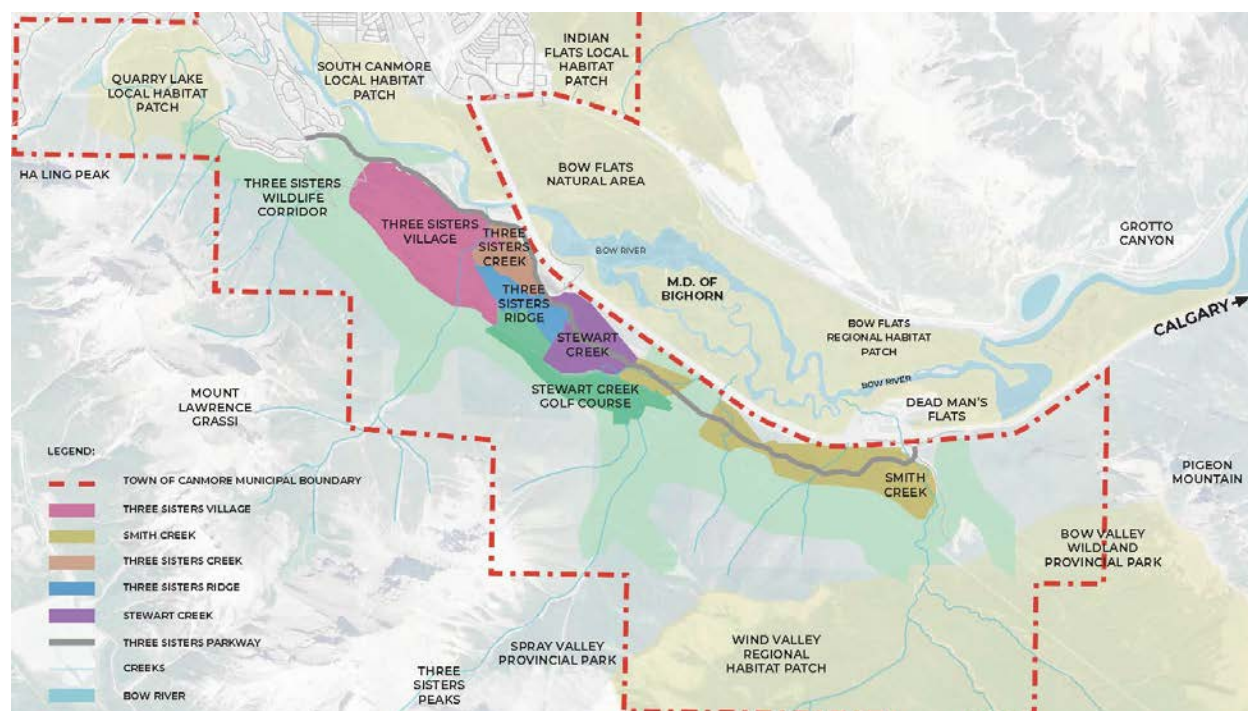 INDIAN
FLATS LOCAL
HABITAT
PATCH
SOUTH CANMORE
LOCAL HABITAT
PATCH
QUARRY LAKE
LOCAL HABITAT
PATCH
HA LING PEAK
THREE SISTERS
WILDLIFE
CORRIDOR
BOW FLATS
NATURAL AREA
THREE SISTERS
VILLAGE
THREE
SISTERS
CREEK
BOW RIVER
GROTTO
CANYON
M.D. OF
BIGHORN
THREE
SISTERS
RIDGE
CALGARY
BOW FLATS
REGIONAL HABITAT
PATCH
STEWART
CREEK
BOW RIVER
STEWART CREEK
GOLF COURSE
DEAD MAN'S
FLATS
MOUNT
LAWRENCE
GRASSI
SMITH
CREEK
PIGEON
MOUNTAIN
BOW VALLEY
WILDLAND
PROVINCIAL PARK
WIND VALLEY
REGIONAL
HABITAT PATCH
SPRAY VALLEY
PROVINCIAL PARK
THREE
SISTERS
PEAKS
LEGEND:
TOWN OF CANMORE MUNICIPAL BOUNDARY
THREE SISTERS VILLAGE
SMITH CREEK
THREE SISTERS CREEK
THREE SISTERS RIDGE
STEWART CREEK
THREE SISTERS PARKWAY
CREEKS
BOW RIVER